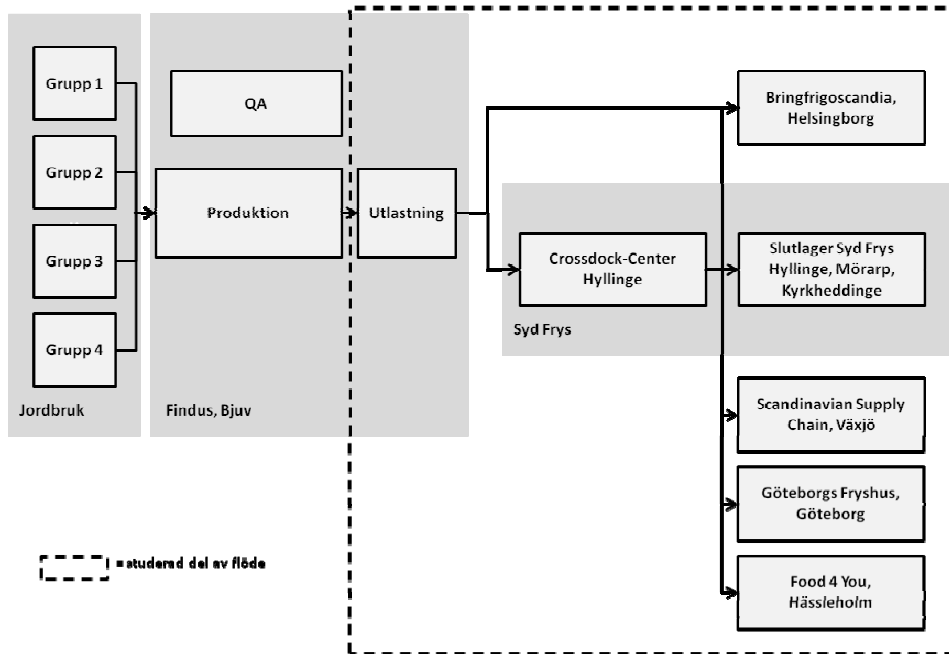 Grupp 1
Grupp 2
Grupp 3
Grupp 4
Jordbruk
QA
Produktion
Utlastning
Findus, Bjuv
Crossdock-Center
Hyllinge
Syd Frys
Bringfrigoscandia,
Helsingborg
Slutlager Syd Frys
Hyllinge, Mörarp,
Kyrkheddinge
Scandinavian Supply
Chain, Växjö
Göteborgs Fryshus,
Göteborg
Food 4 You,
Hässleholm
= studerad del av flöde